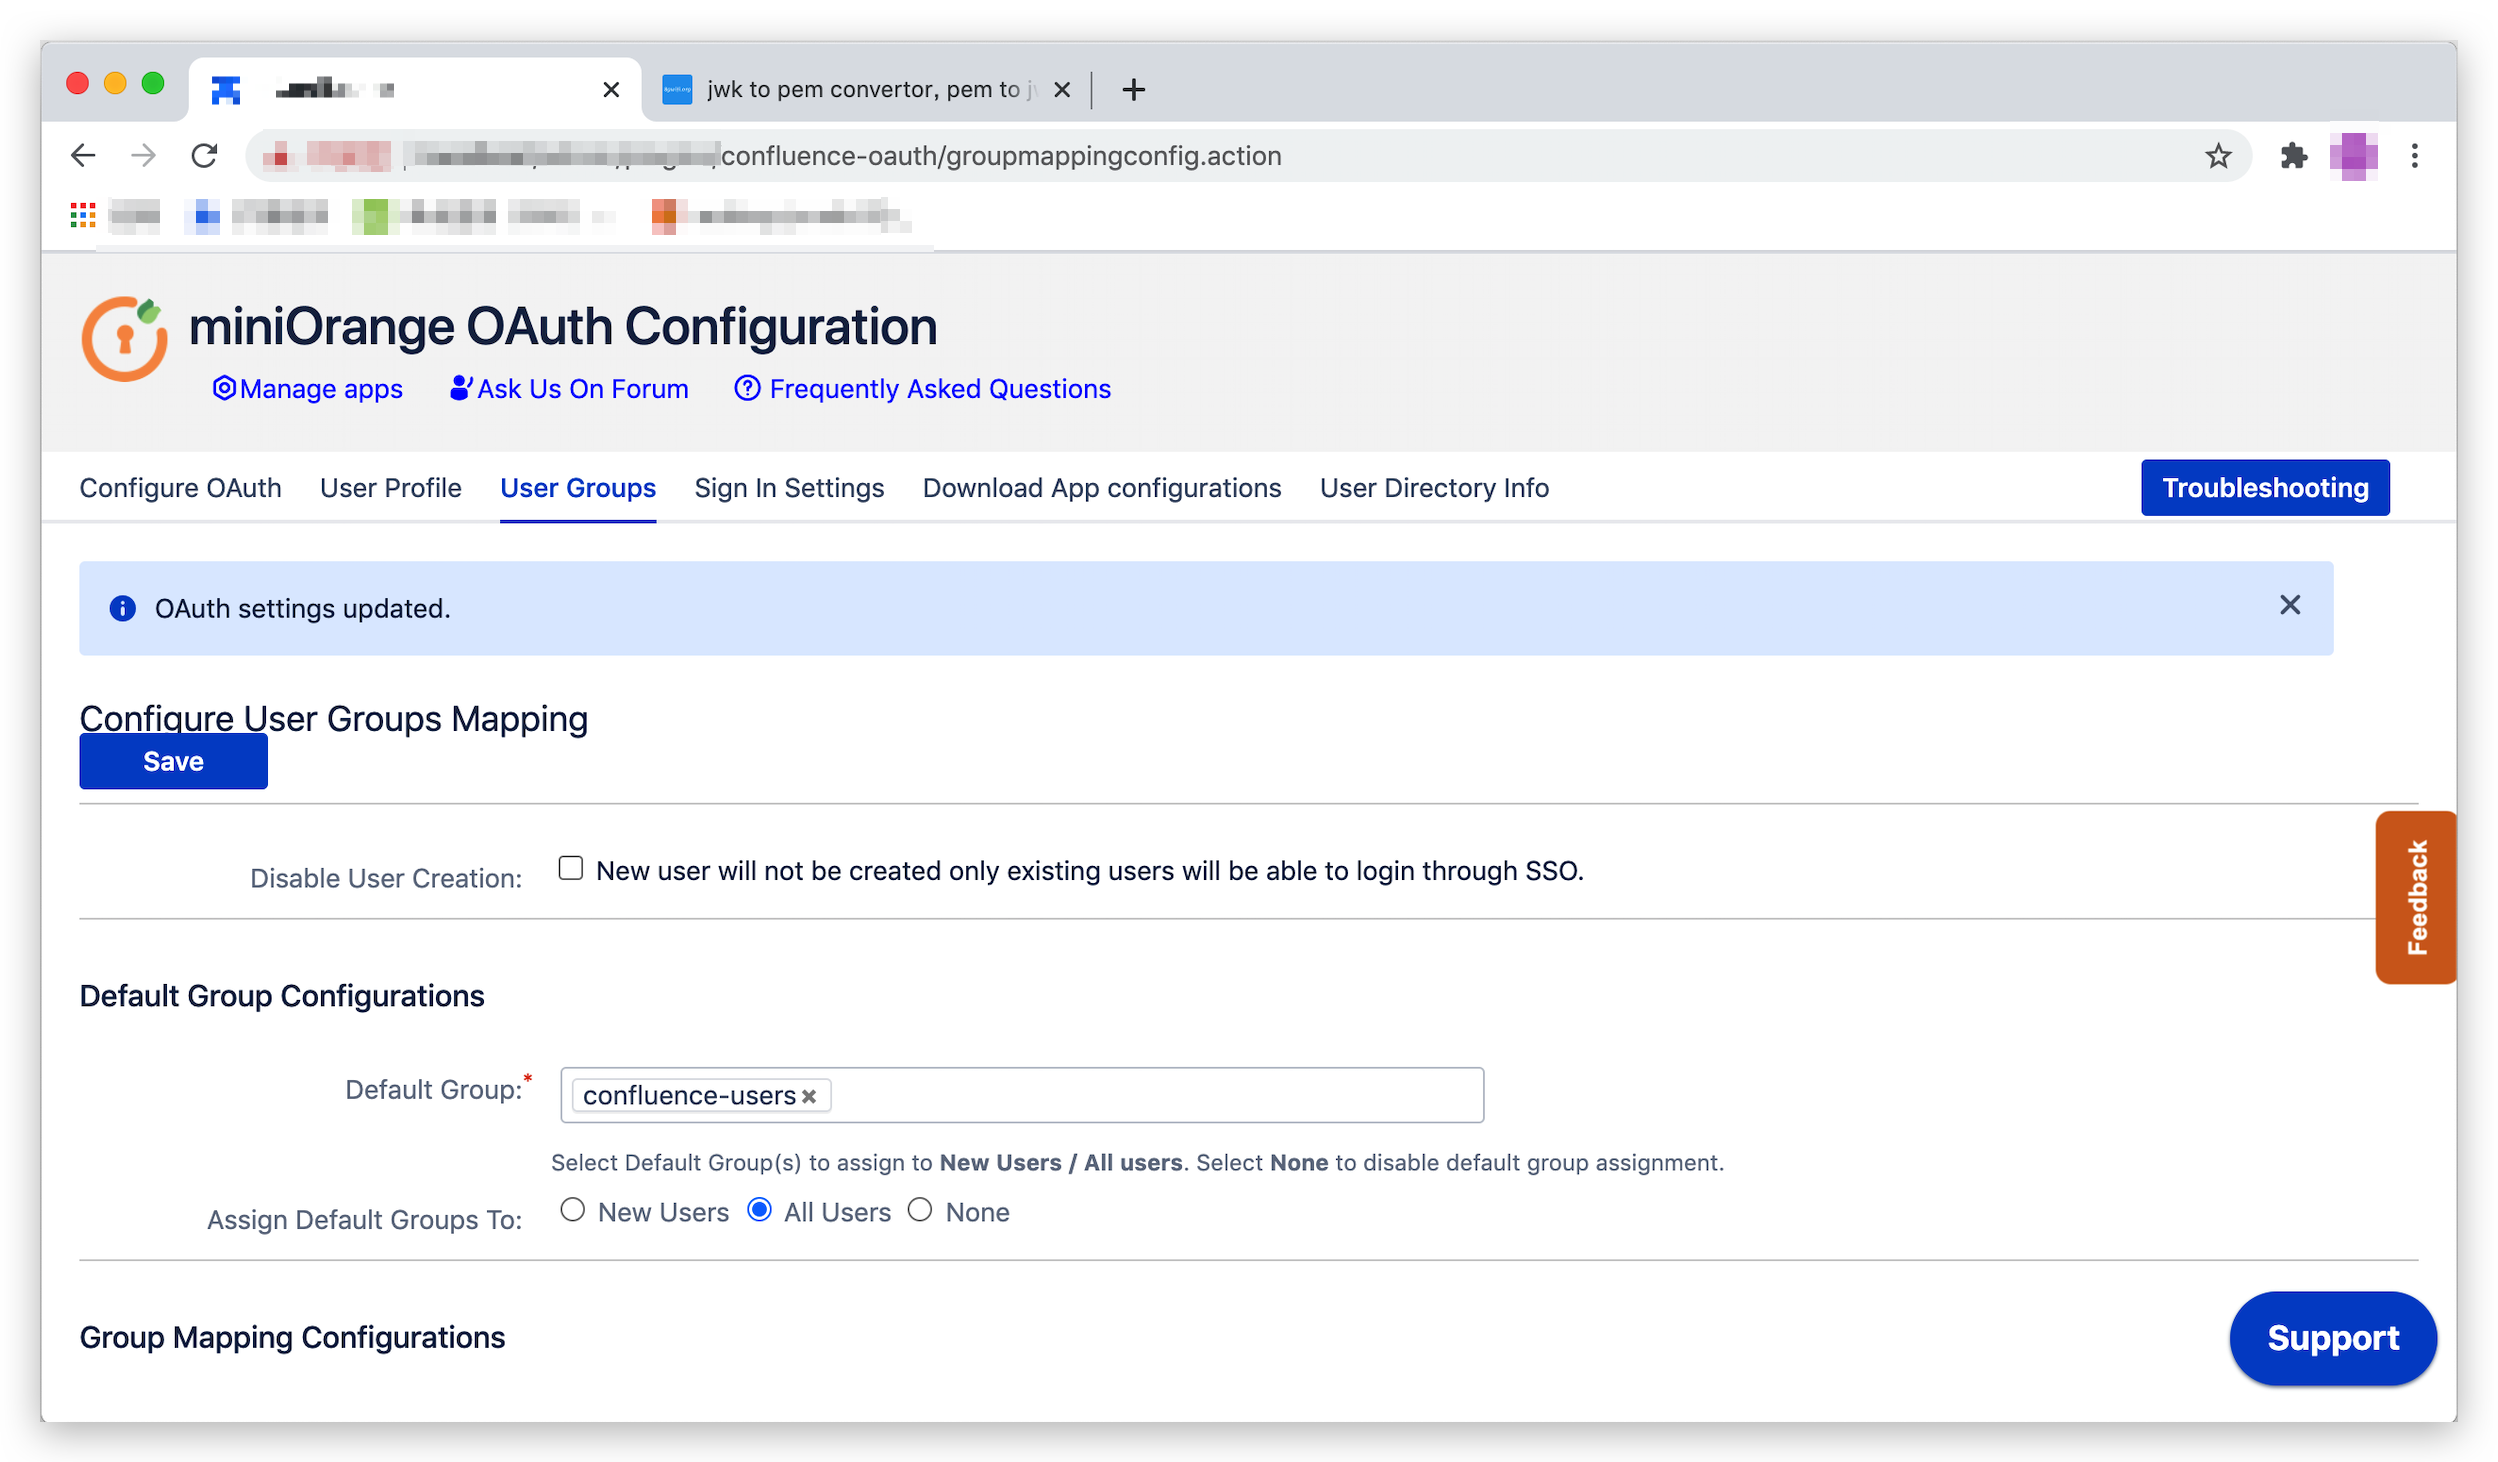 jwk to pem convertor, pem to
confluence-oauth/groupmappingconfig.action
miniOrange OAuth Configuration
Manage apps Ask Us On Forum Frequently Asked Questions
Configure OAuth User Profile User Groups Sign In Settings Download App configurations User Directory Info Troubleshooting
OAuth settings updated.
Configure User Groups Mapping
Save
Disable User Creation: New user will not be created only existing users will be able to login through SSO.
Feedback
Default Group Configurations
Default Group:* confluence-users
Select Default Group(s) to assign to New Users / All users. Select None to disable default group assignment.
Assign Default Groups To: New Users All Users None
Group Mapping Configurations
Support